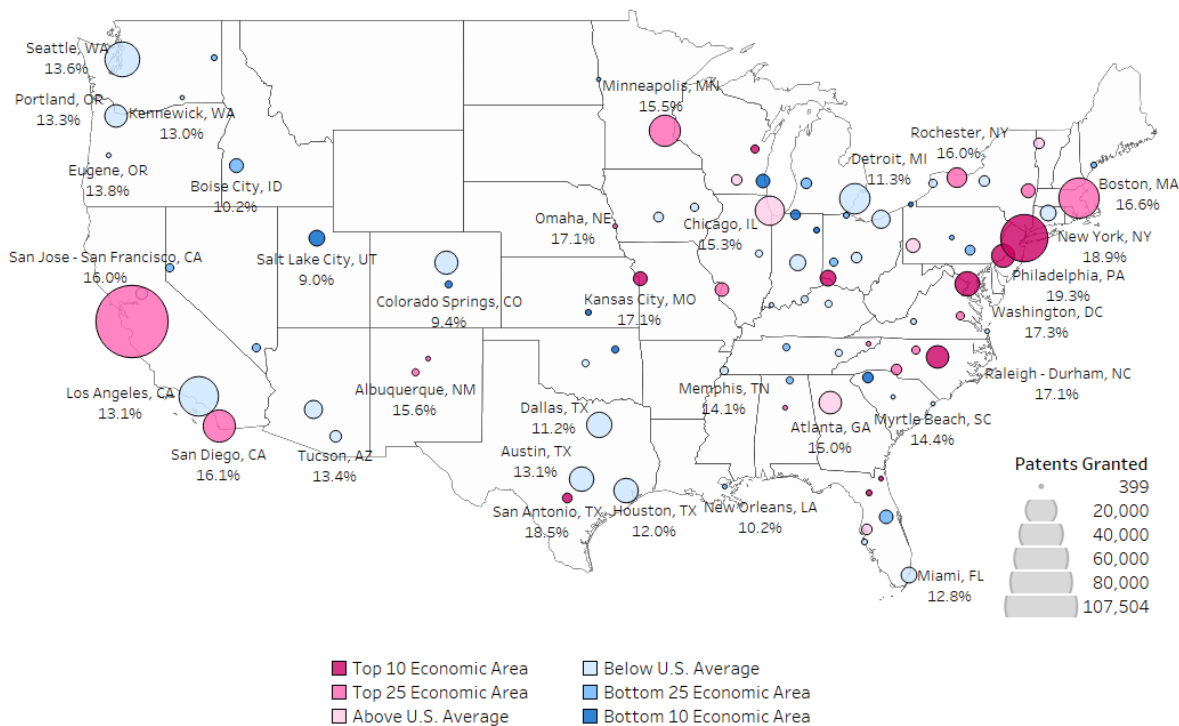 Seattle, WA
13.6%
Portland, OR
13.3%
Kennewick, WA
13.0%
Eugene, OR
13.8%
Boise City, ID
10.2%
San Jose - San Francisco, CA
16.0%
Salt Lake City, UT
9.0%
Colorado Springs, CO
9.4%
Los Angeles, CA
13.1%
San Diego, CA
16.1%
Tucson, AZ
13.4%
Albuquerque, NM
15.6%
Minneapolis, MN
15.5%
Omaha, NE
17.1%
Kansas City, MO
17.1%
Chicago, IL
15.3%
Detroit, MI
11.3%
Rochester, NY
16.0%
Boston, MA
16.6%
New York, NY
18.9%
Philadelphia, PA
19.3%
Washington, DC
17.3%
Raleigh - Durham, NC
17.1%
Memphis, TN
14.1%
Atlanta, GA
15.0%
Myrtle Beach, SC
14.4%
Dallas, TX
11.2%
Austin, TX
13.1%
San Antonio, TX
18.5%
Houston, TX
12.0%
New Orleans, LA
10.2%
Miami, FL
12.8%
Patents Granted
399
20,000
40,000
60,000
80,000
107,504
Top 10 Economic Area
Top 25 Economic Area
Above U.S. Average
Below U.S. Average
Bottom 25 Economic Area
Bottom 10 Economic Area